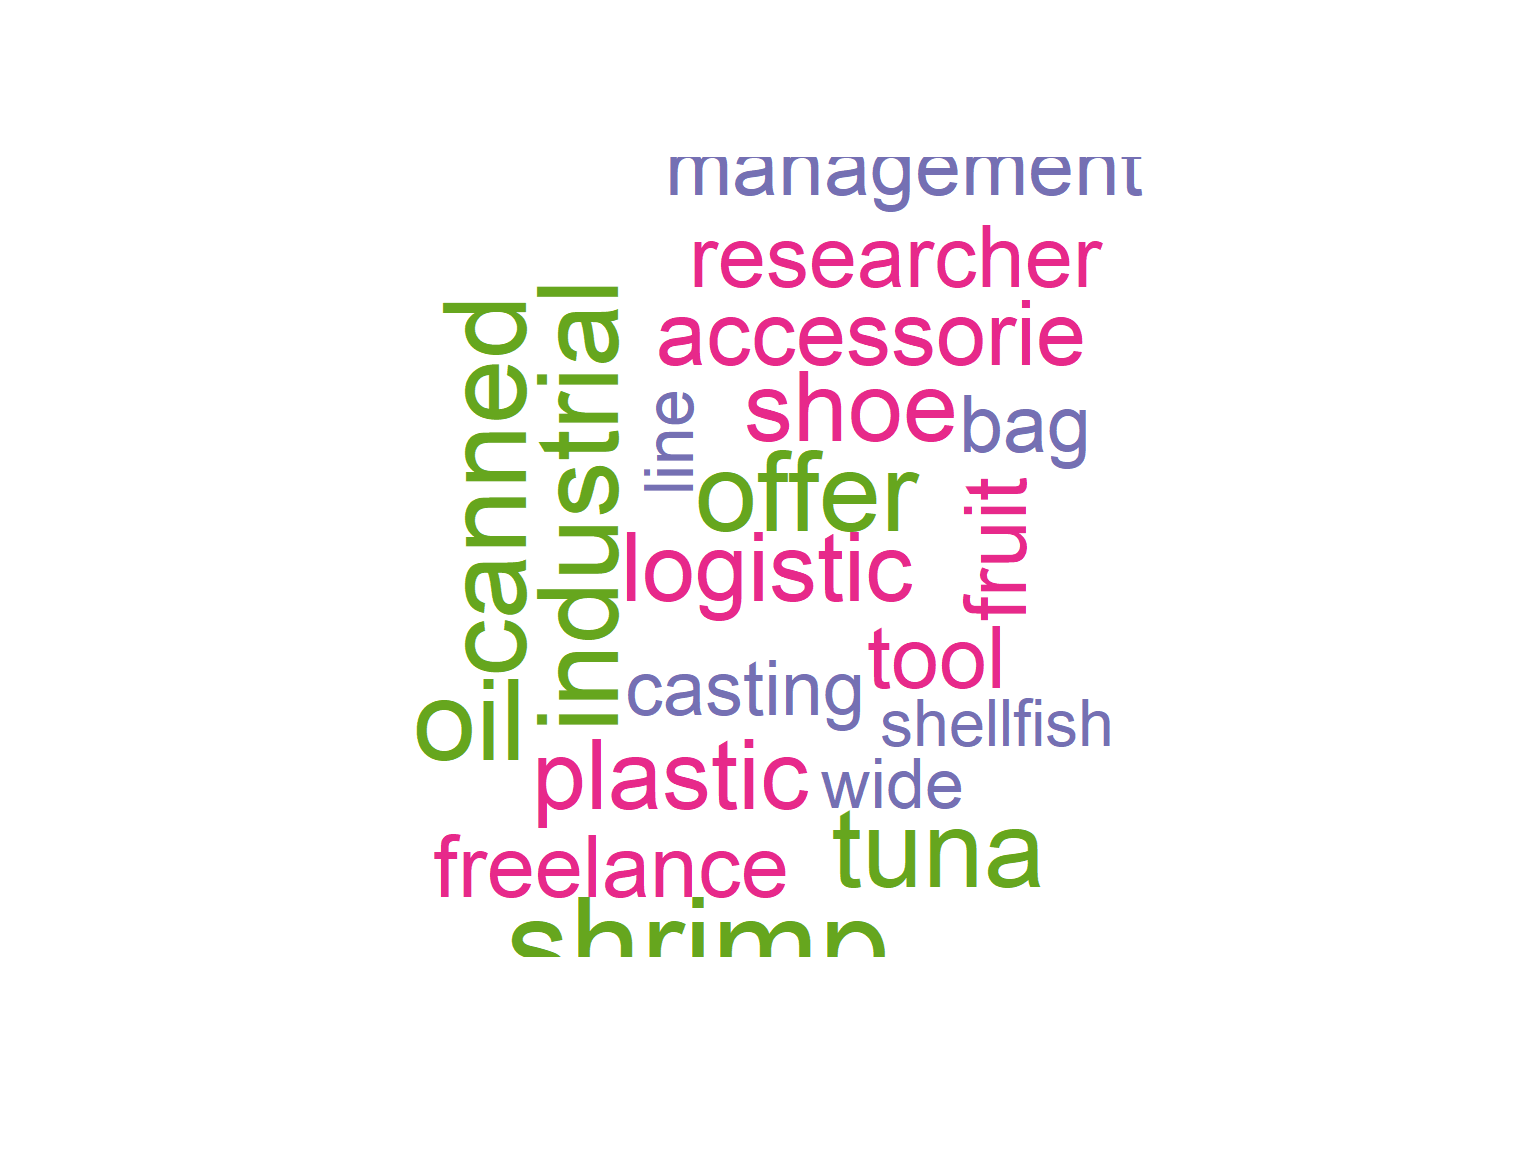 management
researcher
accessorie
canned
industrial
shoe
line
bag
offer
fruit
logistic
tool
casting
oil
shellfish
plastic
wide
tuna
freelance
shrimp